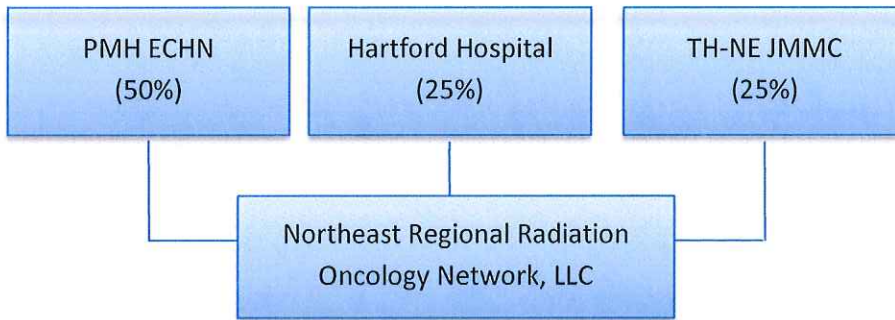 PMH ECHN
(50%)
Hartford Hospital
(25%)
TH-NE JMMC
(25%)
Northeast Regional Radiation
Oncology Network, LLC